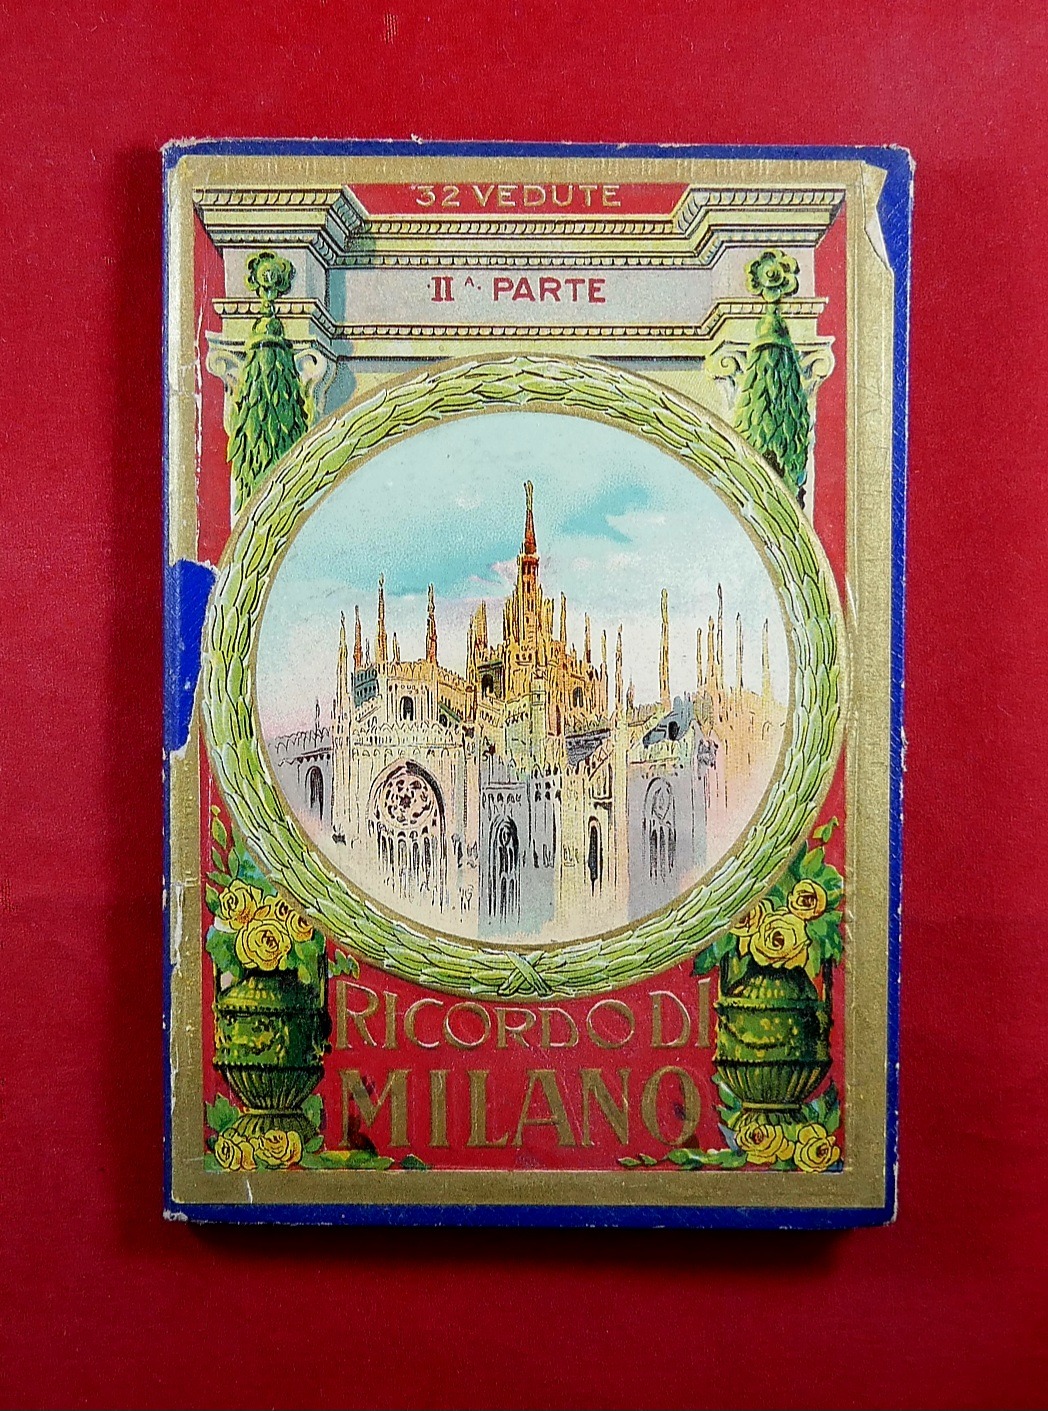 32 VEDUTE
·II·ᴬ· PARTE
RICORDO DI
MILANO